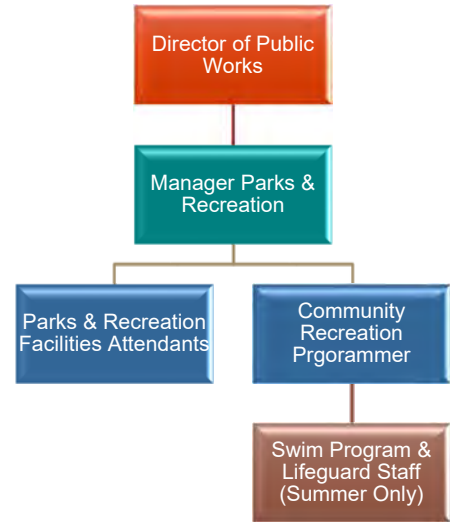 Director of Public
Works
Manager Parks &
Recreation
Parks & Recreation
Facilities Attendants
Community
Recreation
Prgorammer
Swim Program &
Lifeguard Staff
(Summer Only)